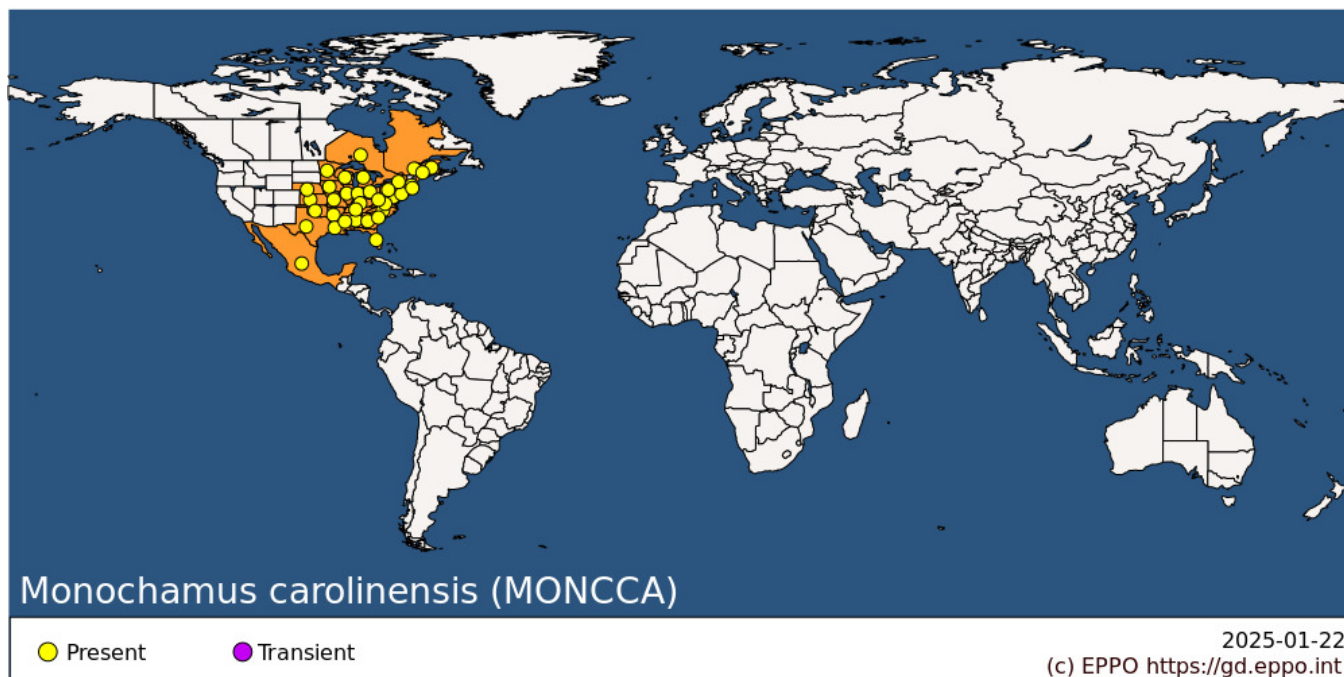 Monochamus carolinensis (MONCCA)
Present
Transient
2025-01-22
(c) EPPO https://gd.eppo.int